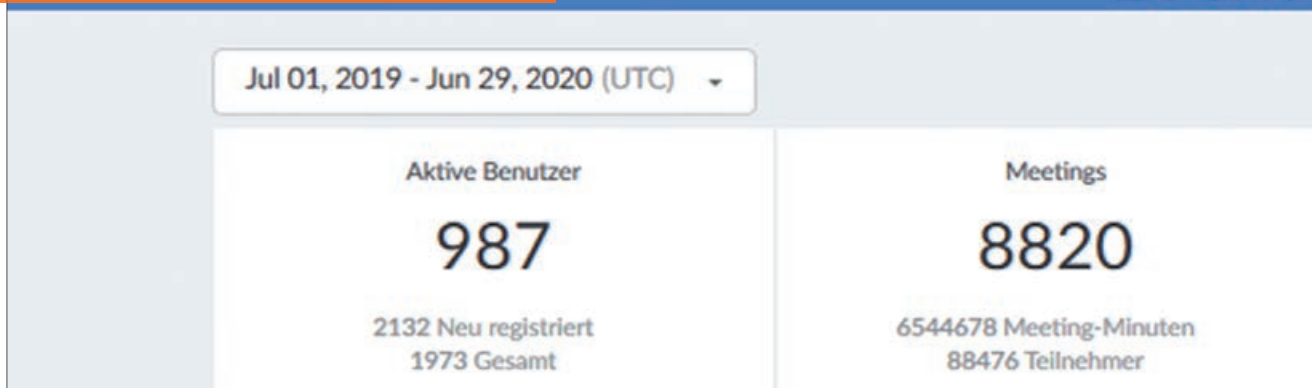 Jul 01, 2019 - Jun 29, 2020 (UTC)
Aktive Benutzer
987
2132 Neu registriert
1973 Gesamt
Meetings
8820
6544678 Meeting-Minuten
88476 Teilnehmer